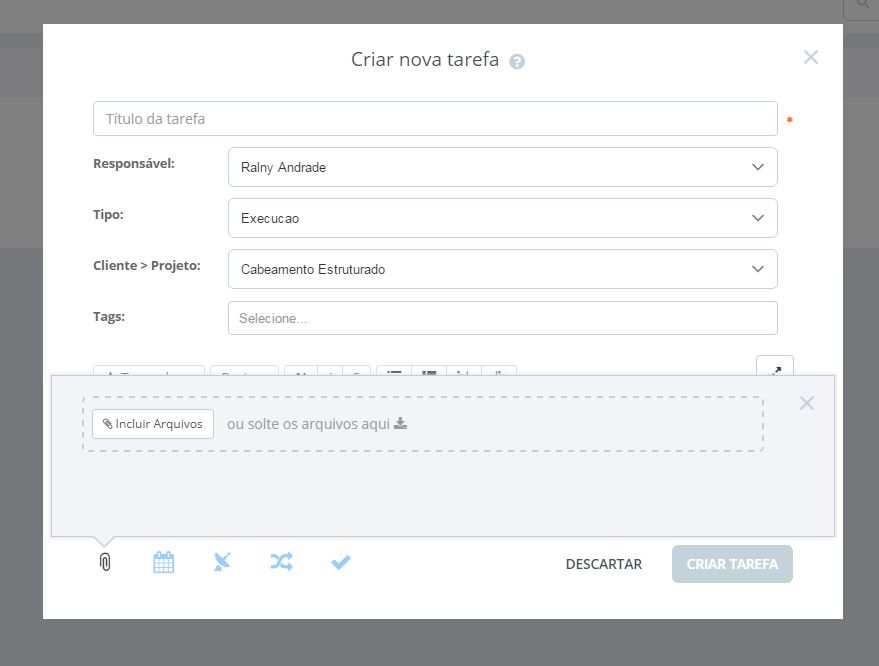 Criar nova tarefa ?
Título da tarefa *
Responsável: Ralny Andrade
Tipo: Execucao
Cliente > Projeto: Cabeamento Estruturado
Tags: Selecione...
Incluir Arquivos ou solte os arquivos aqui
DESCARTAR CRIAR TAREFA